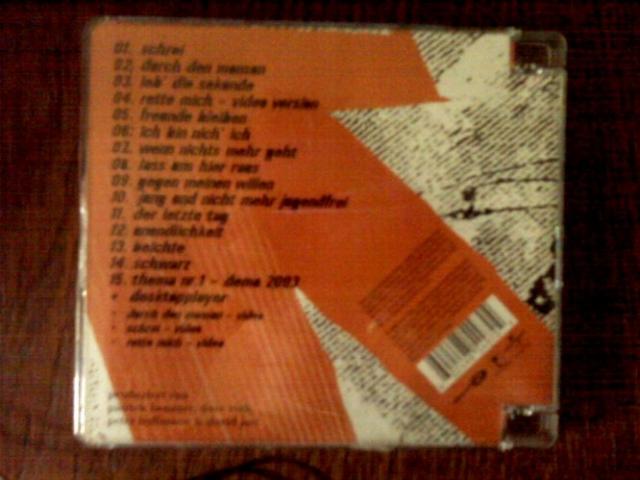 01. schrei
02. durch den monsun
03. leb' die sekunde
04. rette mich - video version
05. freunde bleiben
06. ich bin nich' ich
07. wenn nichts mehr geht
08. lass uns hier raus
09. gegen meinen willen
10. jung und nicht mehr jugendfrei
11. der letzte tag
12. unendlichkeit
13. beichte
14. schwarz
15. thema nr.1 - demo 2003
+ desktopplayer
- durch den monsun - video
- schrei - video
- rette mich - video
produziert von